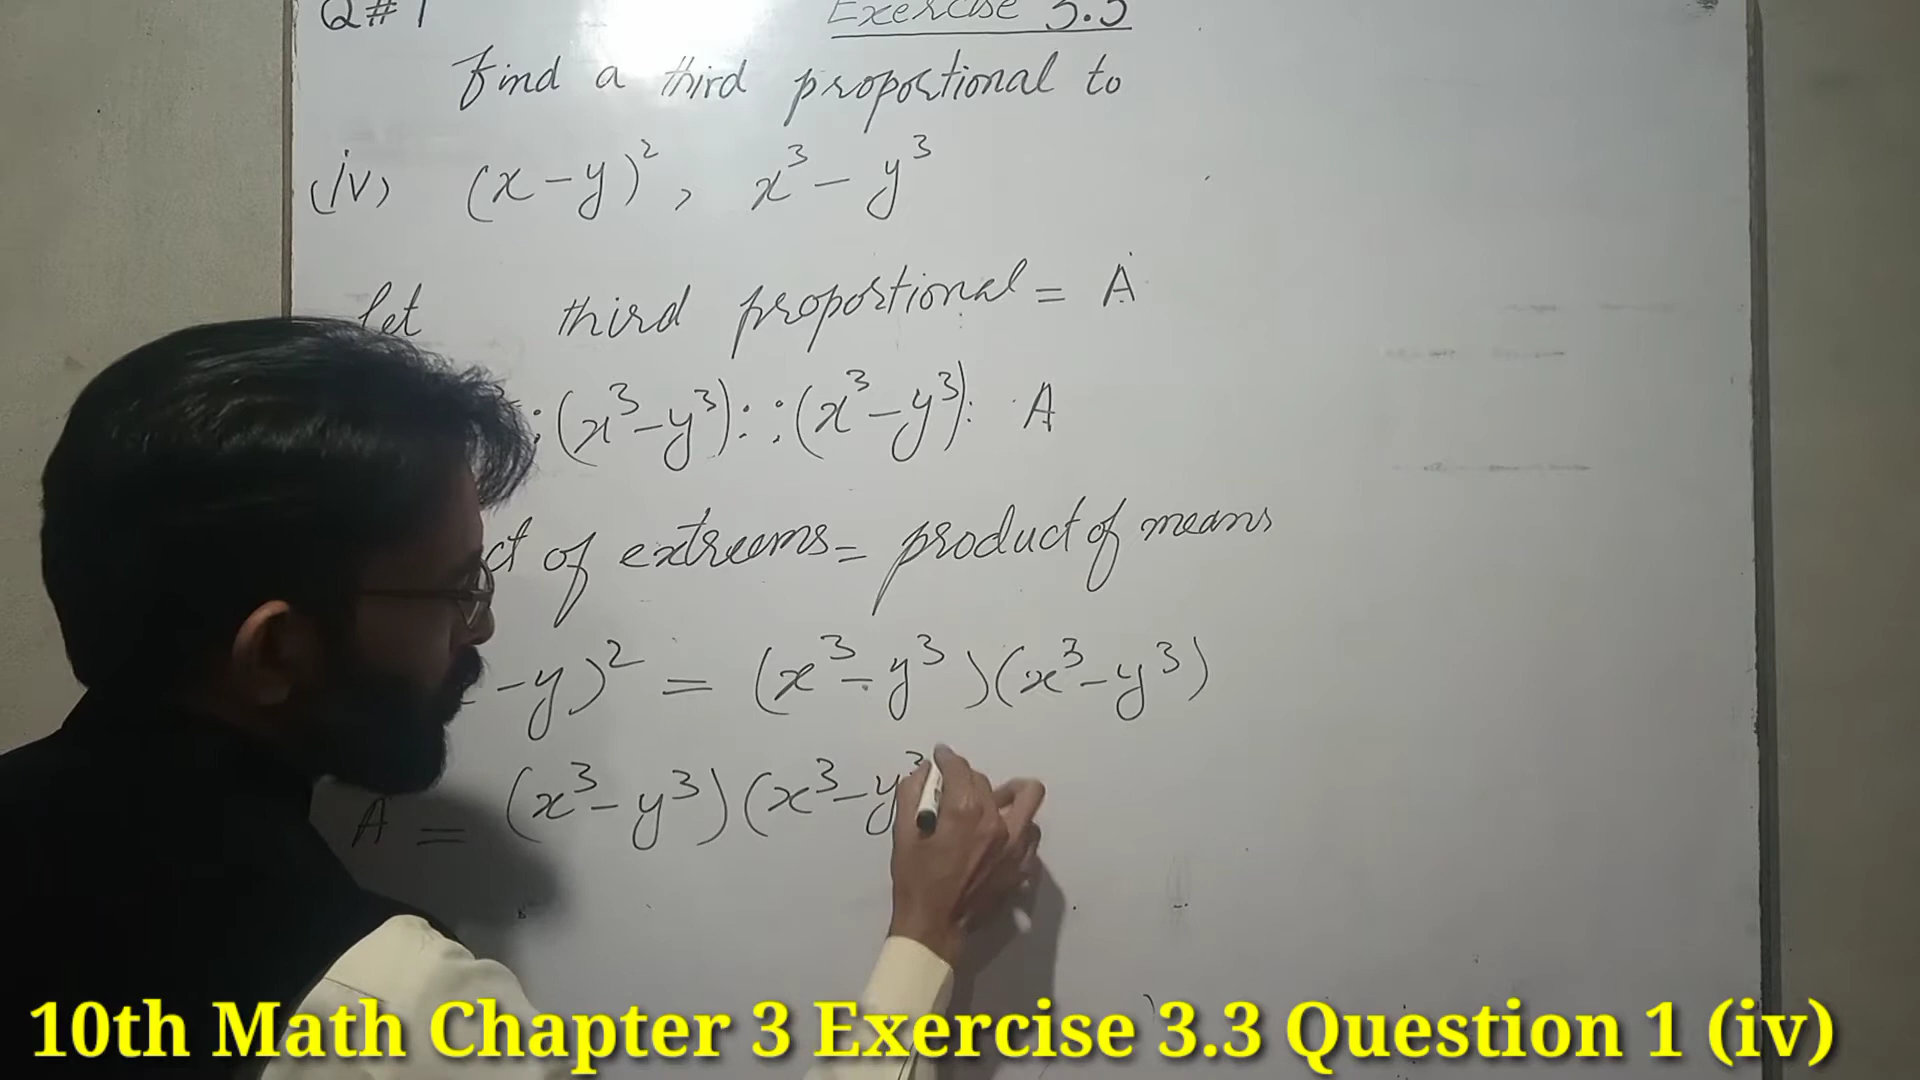 Q#1 Exercise 3.3
Find a third proportional to
(iv) (x-y)², x³-y³
let third proportional = A
:(x³-y³)::(x³-y³): A
ct of extreems = product of means
-y)² = (x³-y³)(x³-y³)
A = (x³-y³)(x³-y³
10th Math Chapter 3 Exercise 3.3 Question 1 (iv)